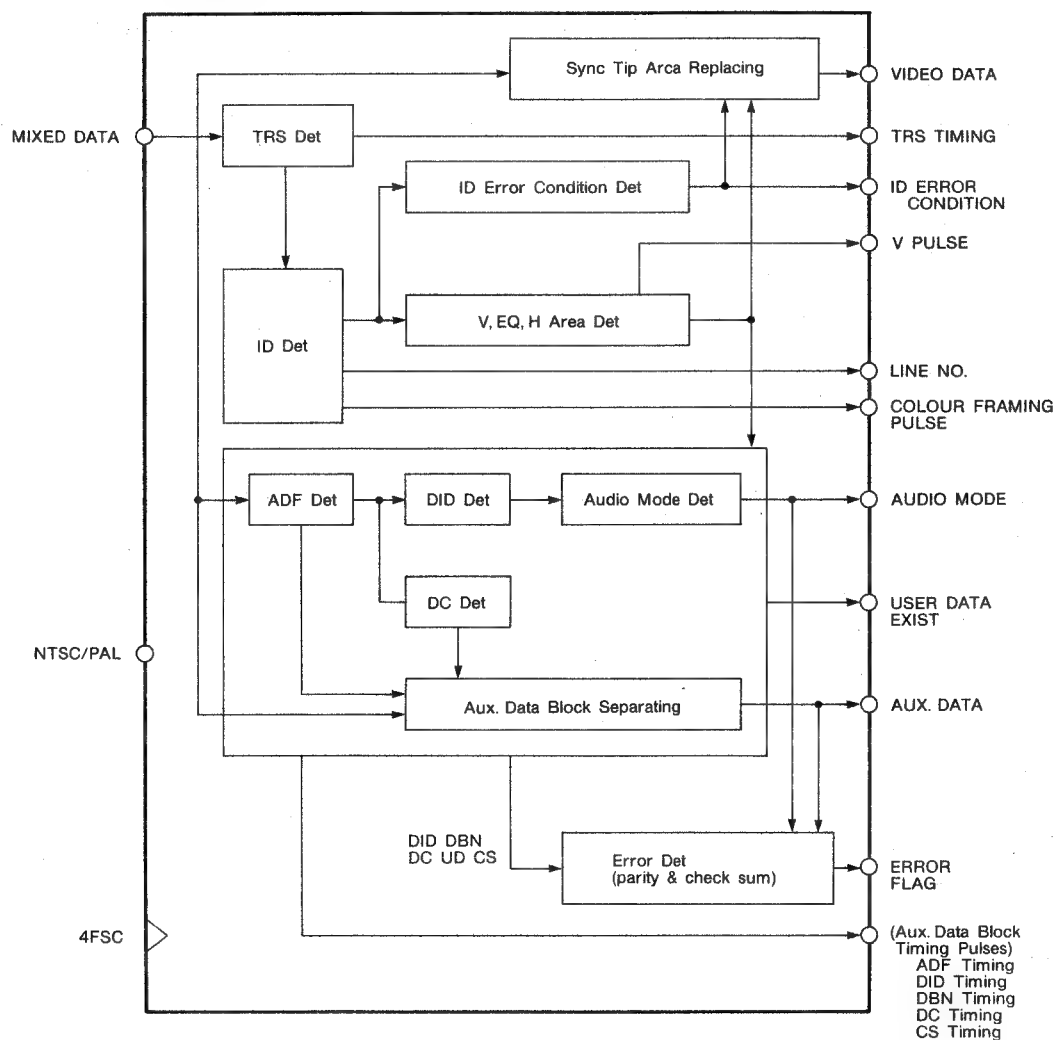 Sync Tip Arca Replacing
VIDEO DATA
MIXED DATA
TRS Det
TRS TIMING
ID Error Condition Det
ID ERROR
CONDITION
V PULSE
V, EQ, H Area Det
ID Det
LINE NO.
COLOUR FRAMING
PULSE
ADF Det
DID Det
Audio Mode Det
AUDIO MODE
DC Det
USER DATA
EXIST
NTSC/PAL
Aux. Data Block Separating
AUX. DATA
DID DBN
DC UD CS
Error Det
(parity & check sum)
ERROR
FLAG
4FSC
(Aux. Data Block
Timing Pulses)
ADF Timing
DID Timing
DBN Timing
DC Timing
CS Timing